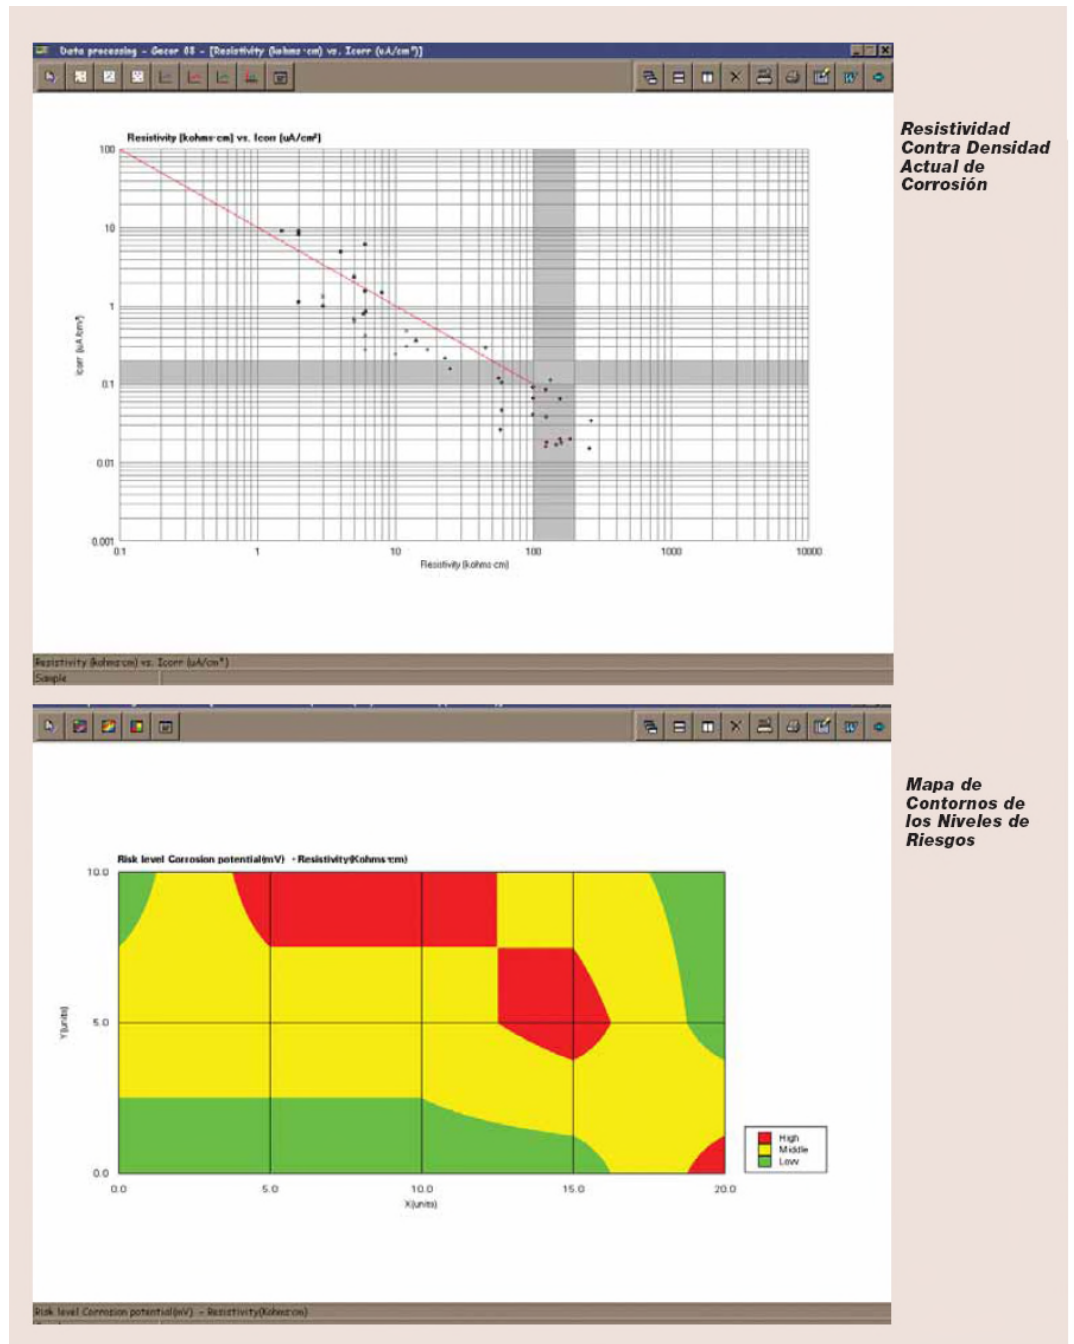 Data processing - Gecor 08 - [Resistivity (kohms·cm) vs. Icorr (uA/cm²)]
Resistividad
Contra Densidad
Actual de
Corrosión
Resistivity (kohms·cm) vs. Icorr (uA/cm²)
100
10
1
0.1
0.01
0.001
Icorr (uA/cm²)
0.1
1
10
100
1000
10000
Resistivity (kohms·cm)
Resistivity (kohms·cm) vs. Icorr (uA/cm²)
Sample
Mapa de
Contornos de
los Niveles de
Riesgos
Risk level Corrosion potential(mV) - Resistivity(Kohms·cm)
10.0
5.0
0.0
Y(units)
High
Middle
Low
0.0
5.0
10.0
15.0
20.0
X(units)
Risk level Corrosion potential(mV) - Resistivity(Kohms·cm)